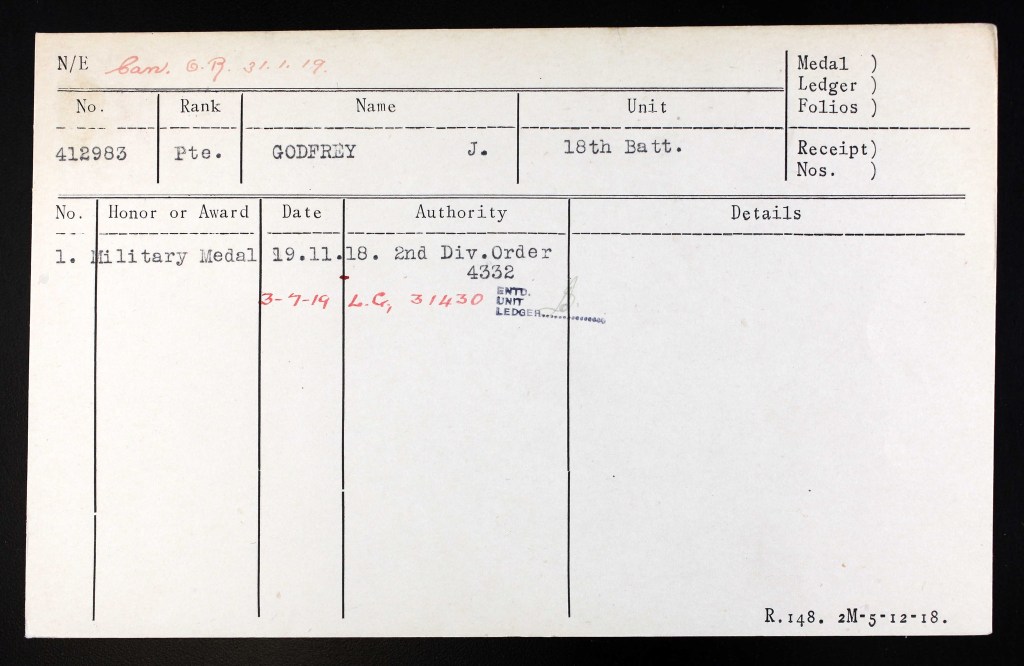 N/E Can. O.R. 31.1.19.
Medal )
Ledger )
Folios )
No. Rank Name Unit
412983 Pte. GODFREY J. 18th Batt.
Receipt)
Nos. )
No. Honor or Award Date Authority Details
1. Military Medal 19.11.18. 2nd Div.Order
4332
3-7-19 L.G, 31430
ENTD.
UNIT
LEDGER
R.148. 2M-5-12-18.